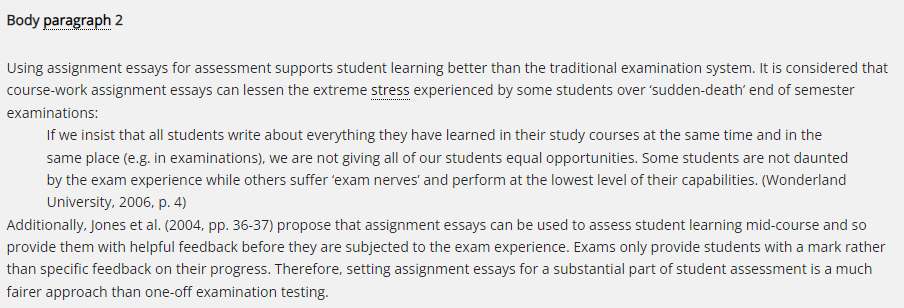 Body paragraph 2
Using assignment essays for assessment supports student learning better than the traditional examination system. It is considered that
course-work assignment essays can lessen the extreme stress experienced by some students over ‘sudden-death’ end of semester
examinations:
If we insist that all students write about everything they have learned in their study courses at the same time and in the
same place (e.g. in examinations), we are not giving all of our students equal opportunities. Some students are not daunted
by the exam experience while others suffer ‘exam nerves’ and perform at the lowest level of their capabilities. (Wonderland
University, 2006, p. 4)
Additionally, Jones et al. (2004, pp. 36-37) propose that assignment essays can be used to assess student learning mid-course and so
provide them with helpful feedback before they are subjected to the exam experience. Exams only provide students with a mark rather
than specific feedback on their progress. Therefore, setting assignment essays for a substantial part of student assessment is a much
fairer approach than one-off examination testing.